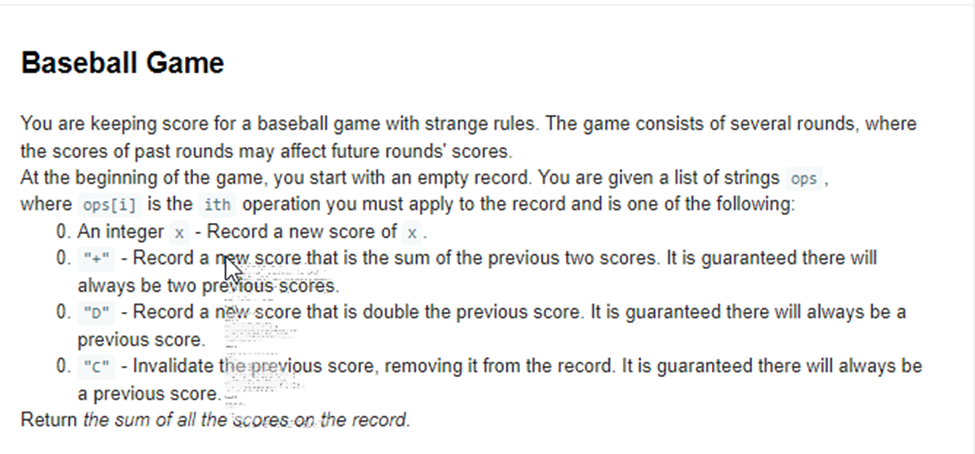 Baseball Game
You are keeping score for a baseball game with strange rules. The game consists of several rounds, where
the scores of past rounds may affect future rounds' scores.
At the beginning of the game, you start with an empty record. You are given a list of strings ops ,
where ops[i] is the ith operation you must apply to the record and is one of the following:
0. An integer x - Record a new score of x .
0. "+" - Record a new score that is the sum of the previous two scores. It is guaranteed there will
always be two previous scores.
0. "D" - Record a new score that is double the previous score. It is guaranteed there will always be a
previous score.
0. "C" - Invalidate the previous score, removing it from the record. It is guaranteed there will always be
a previous score.
Return the sum of all the scores on the record.